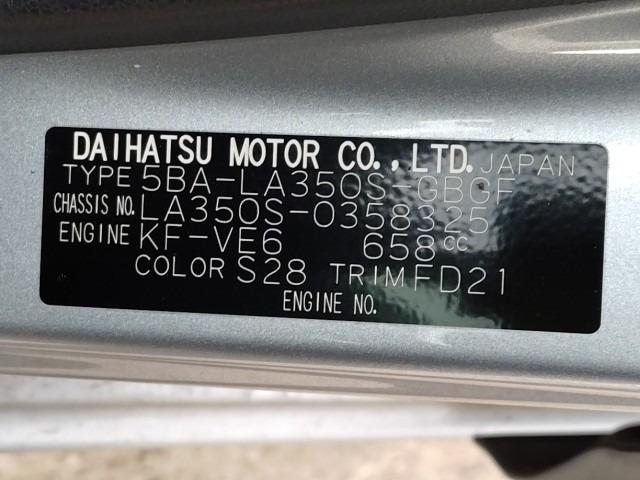 DAIHATSU MOTOR CO., LTD. JAPAN
TYPE 5BA-LA350S-GBGF
CHASSIS NO. LA350S-0358325
ENGINE KF-VE6 658cc
COLOR S28 TRIM FD21
ENGINE NO.